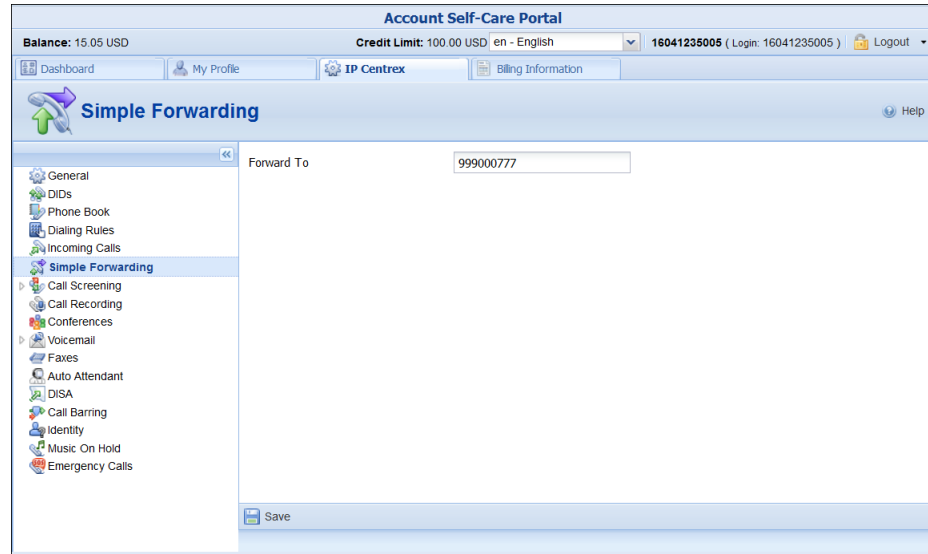 Account Self-Care Portal
Balance: 15.05 USD Credit Limit: 100.00 USD en - English 16041235005 ( Login: 16041235005 ) Logout
Dashboard My Profile IP Centrex Billing Information
Simple Forwarding Help
Forward To 999000777
General
DIDs
Phone Book
Dialing Rules
Incoming Calls
Simple Forwarding
Call Screening
Call Recording
Conferences
Voicemail
Faxes
Auto Attendant
DISA
Call Barring
Identity
Music On Hold
Emergency Calls
Save